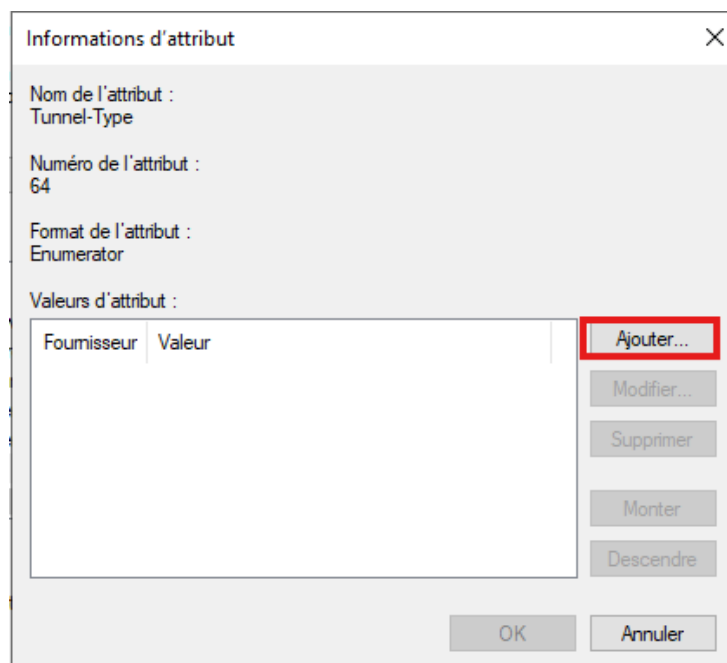 Informations d'attribut
Nom de l'attribut :
Tunnel-Type
Numéro de l'attribut :
64
Format de l'attribut :
Enumerator
Valeurs d'attribut :
Fournisseur Valeur
Ajouter...
Modifier...
Supprimer
Monter
Descendre
OK Annuler